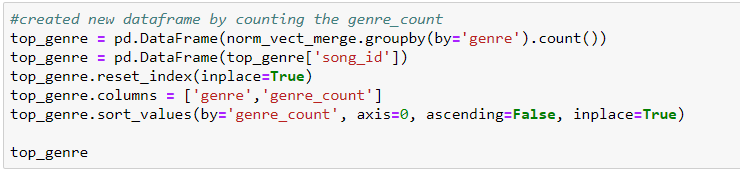 #created new dataframe by counting the genre_count
top_genre = pd.DataFrame(norm_vect_merge.groupby(by='genre').count())
top_genre = pd.DataFrame(top_genre['song_id'])
top_genre.reset_index(inplace=True)
top_genre.columns = ['genre','genre_count']
top_genre.sort_values(by='genre_count', axis=0, ascending=False, inplace=True)
top_genre